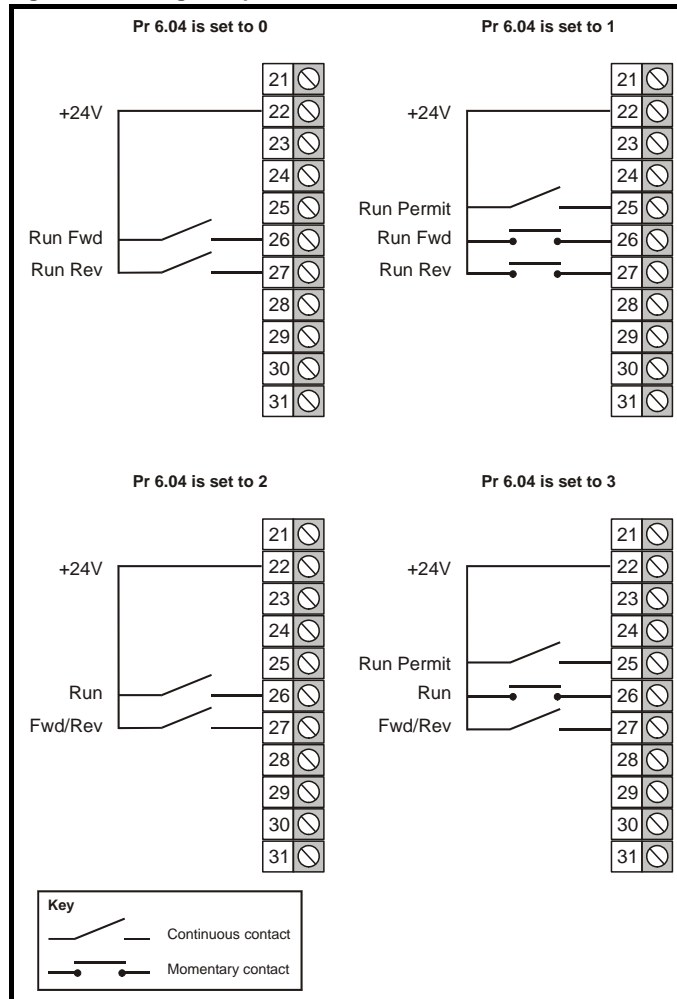 Pr 6.04 is set to 0
21
+24V 22
23
24
25
Run Fwd 26
Run Rev 27
28
29
30
31
Pr 6.04 is set to 1
21
+24V 22
23
24
Run Permit 25
Run Fwd 26
Run Rev 27
28
29
30
31
Pr 6.04 is set to 2
21
+24V 22
23
24
25
Run 26
Fwd/Rev 27
28
29
30
31
Pr 6.04 is set to 3
21
+24V 22
23
24
Run Permit 25
Run 26
Fwd/Rev 27
28
29
30
31
Key
Continuous contact
Momentary contact